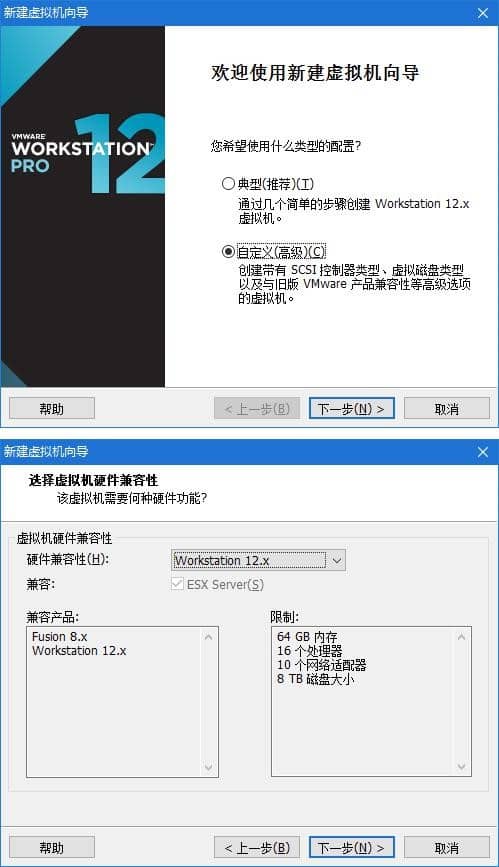 新建虚拟机向导
VMWARE
WORKSTATION
PRO
12
欢迎使用新建虚拟机向导
您希望使用什么类型的配置?
典型(推荐)(T)
通过几个简单的步骤创建 Workstation 12.x
虚拟机。
自定义(高级)(C)
创建带有 SCSI 控制器类型、虚拟磁盘类型
以及与旧版 VMware 产品兼容性等高级选项
的虚拟机。
帮助
< 上一步(B)
下一步(N) >
取消
新建虚拟机向导
选择虚拟机硬件兼容性
该虚拟机需要何种硬件功能?
虚拟机硬件兼容性
硬件兼容性(H):
Workstation 12.x
兼容:
ESX Server(S)
兼容产品:
Fusion 8.x
Workstation 12.x
限制:
64 GB 内存
16 个处理器
10 个网络适配器
8 TB 磁盘大小
帮助
< 上一步(B)
下一步(N) >
取消